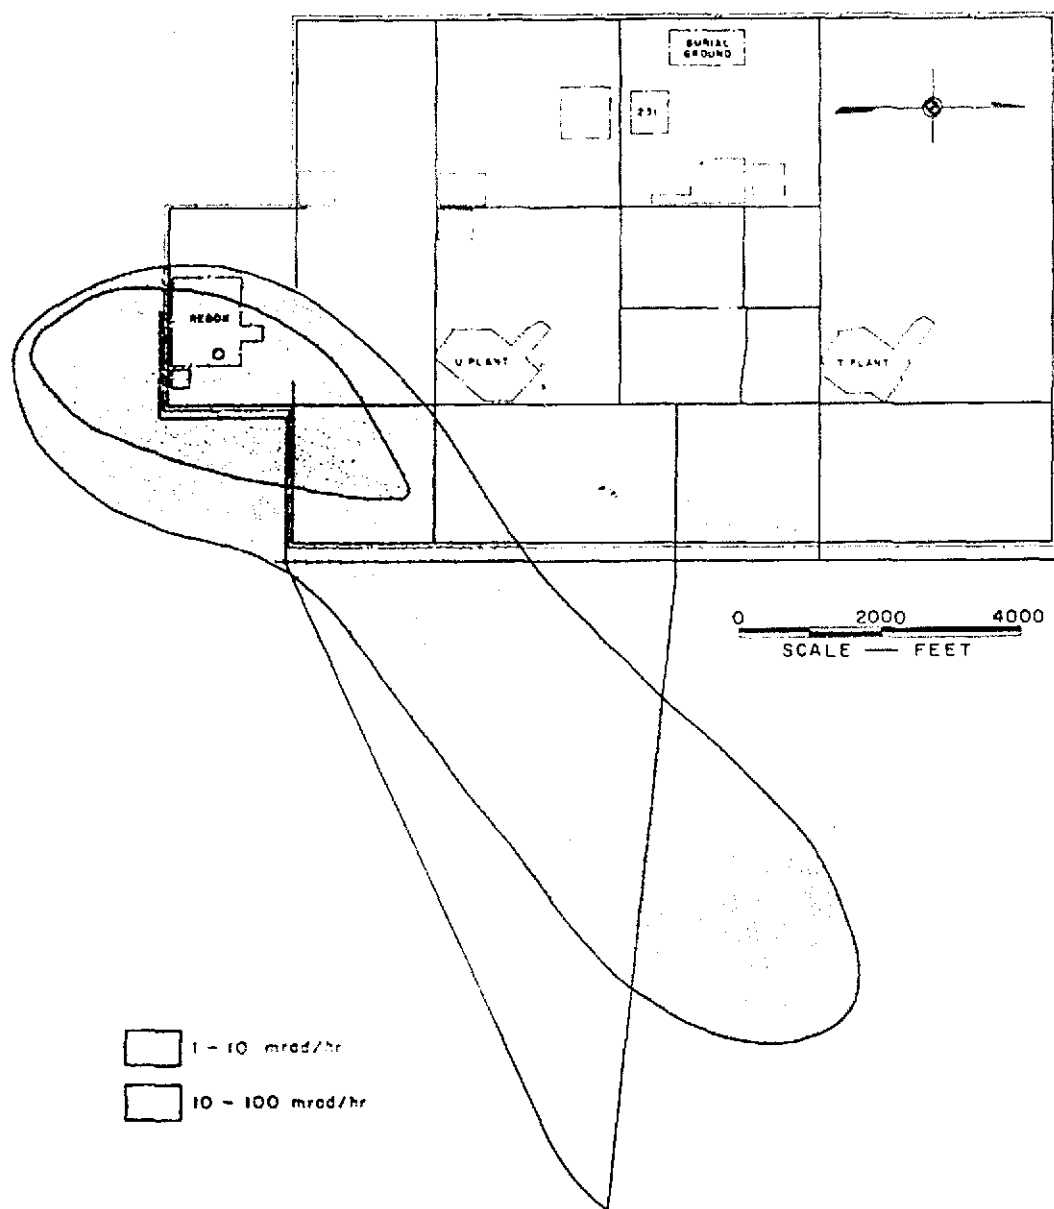 BURIAL
GROUND
231
REDOX
U PLANT
T PLANT
0 2000 4000
SCALE — FEET
1 - 10 mrad/hr
10 - 100 mrad/hr